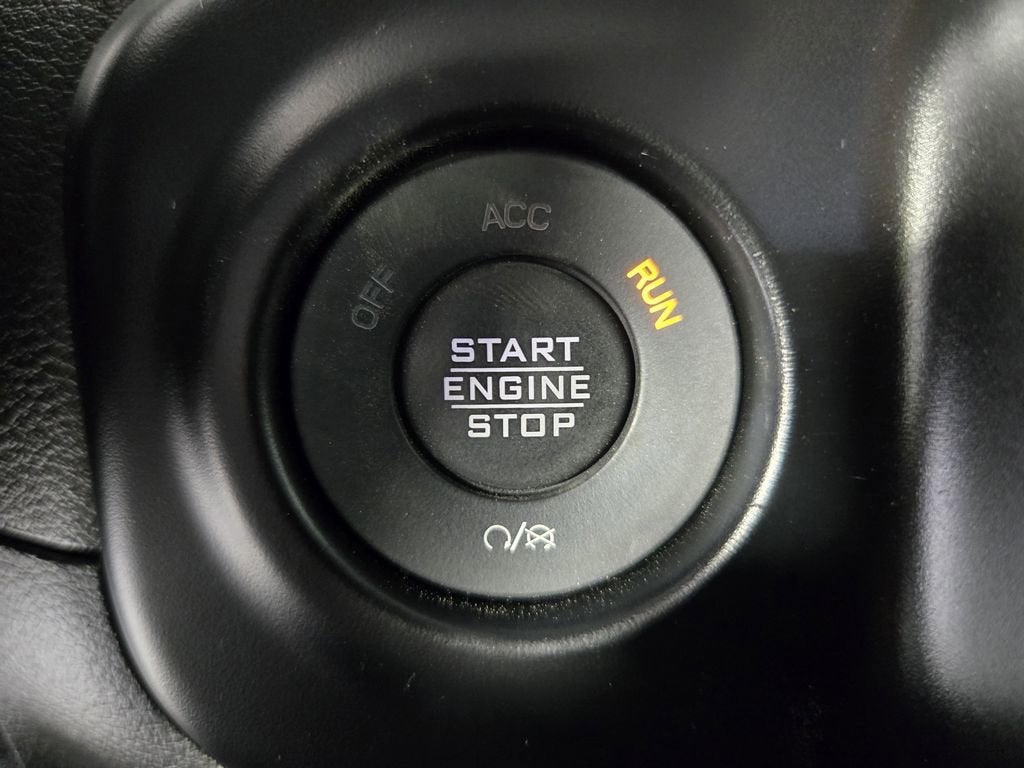 ACC
OFF
RUN
START
ENGINE
STOP